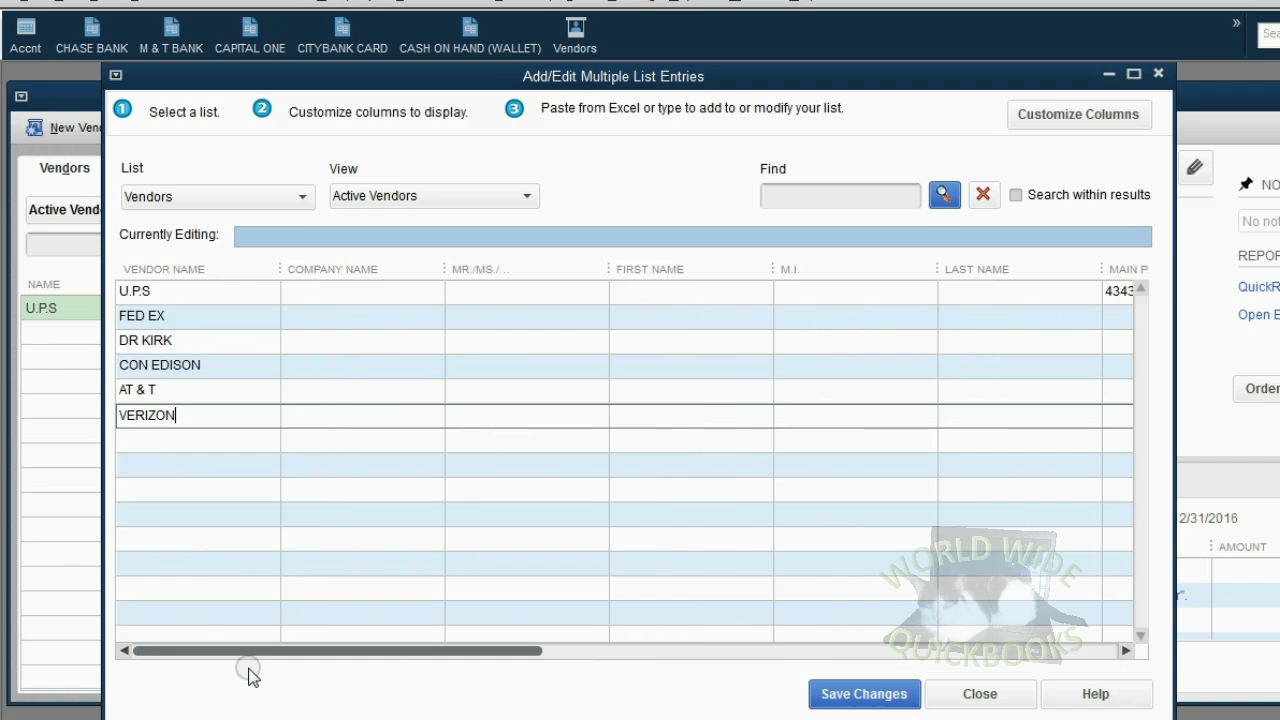 Accnt CHASE BANK M & T BANK CAPITAL ONE CITYBANK CARD CASH ON HAND (WALLET) Vendors » Sea
Add/Edit Multiple List Entries
1 Select a list. 2 Customize columns to display. 3 Paste from Excel or type to add to or modify your list. Customize Columns
New Vend
Vendors
Active Vend
NAME
U.P.S
List View Find
Vendors Active Vendors Search within results
Currently Editing:
VENDOR NAME COMPANY NAME MR./MS./... FIRST NAME M.I. LAST NAME MAIN P
U.P.S 4343
FED EX
DR KIRK
CON EDISON
AT & T
VERIZON
WORLD WIDE
QUICKBOOKS
Save Changes Close Help
NO
No not
REPOR
QuickR
Open E
Order
2/31/2016
AMOUNT